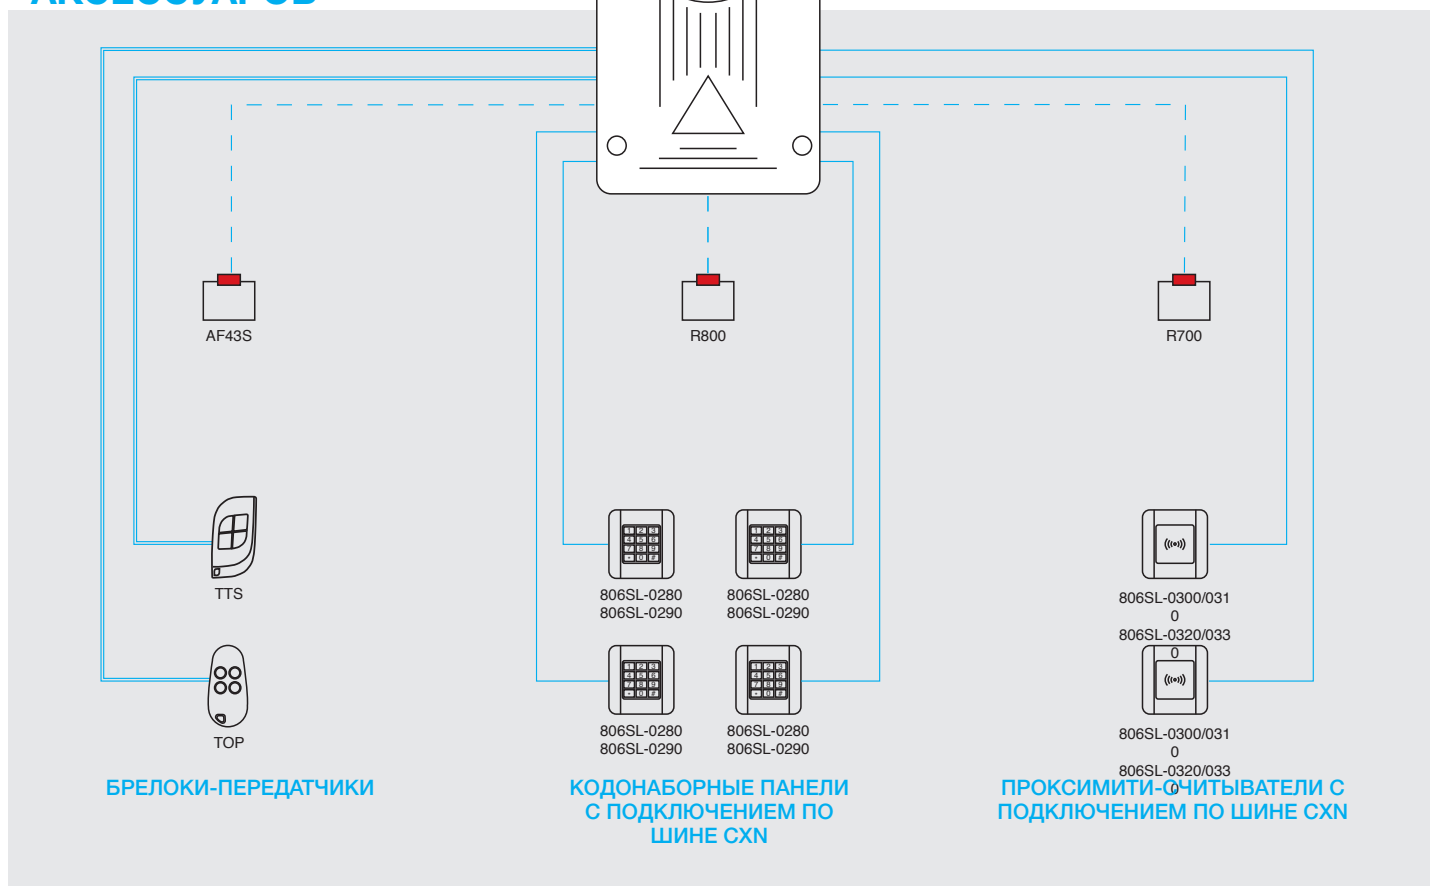 АКСЕССУАРОВ
AF43S
R800
R700
TTS
806SL-0280
806SL-0290
806SL-0280
806SL-0290
806SL-0300/031
0
806SL-0320/033
0
TOP
806SL-0280
806SL-0290
806SL-0280
806SL-0290
806SL-0300/031
0
806SL-0320/033
0
БРЕЛОКИ-ПЕРЕДАТЧИКИ
КОДОНАБОРНЫЕ ПАНЕЛИ
С ПОДКЛЮЧЕНИЕМ ПО
ШИНЕ CXN
ПРОКСИМИТИ-СЧИТЫВАТЕЛИ С
ПОДКЛЮЧЕНИЕМ ПО ШИНЕ CXN